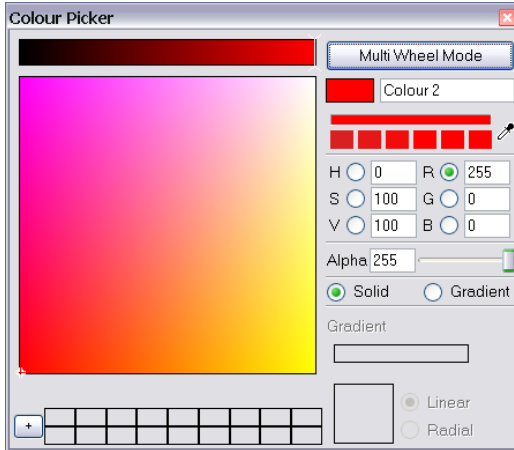 Colour Picker
Multi Wheel Mode
Colour 2
H 0 R 255
S 100 G 0
V 100 B 0
Alpha 255
Solid Gradient
Gradient
+
Linear
Radial